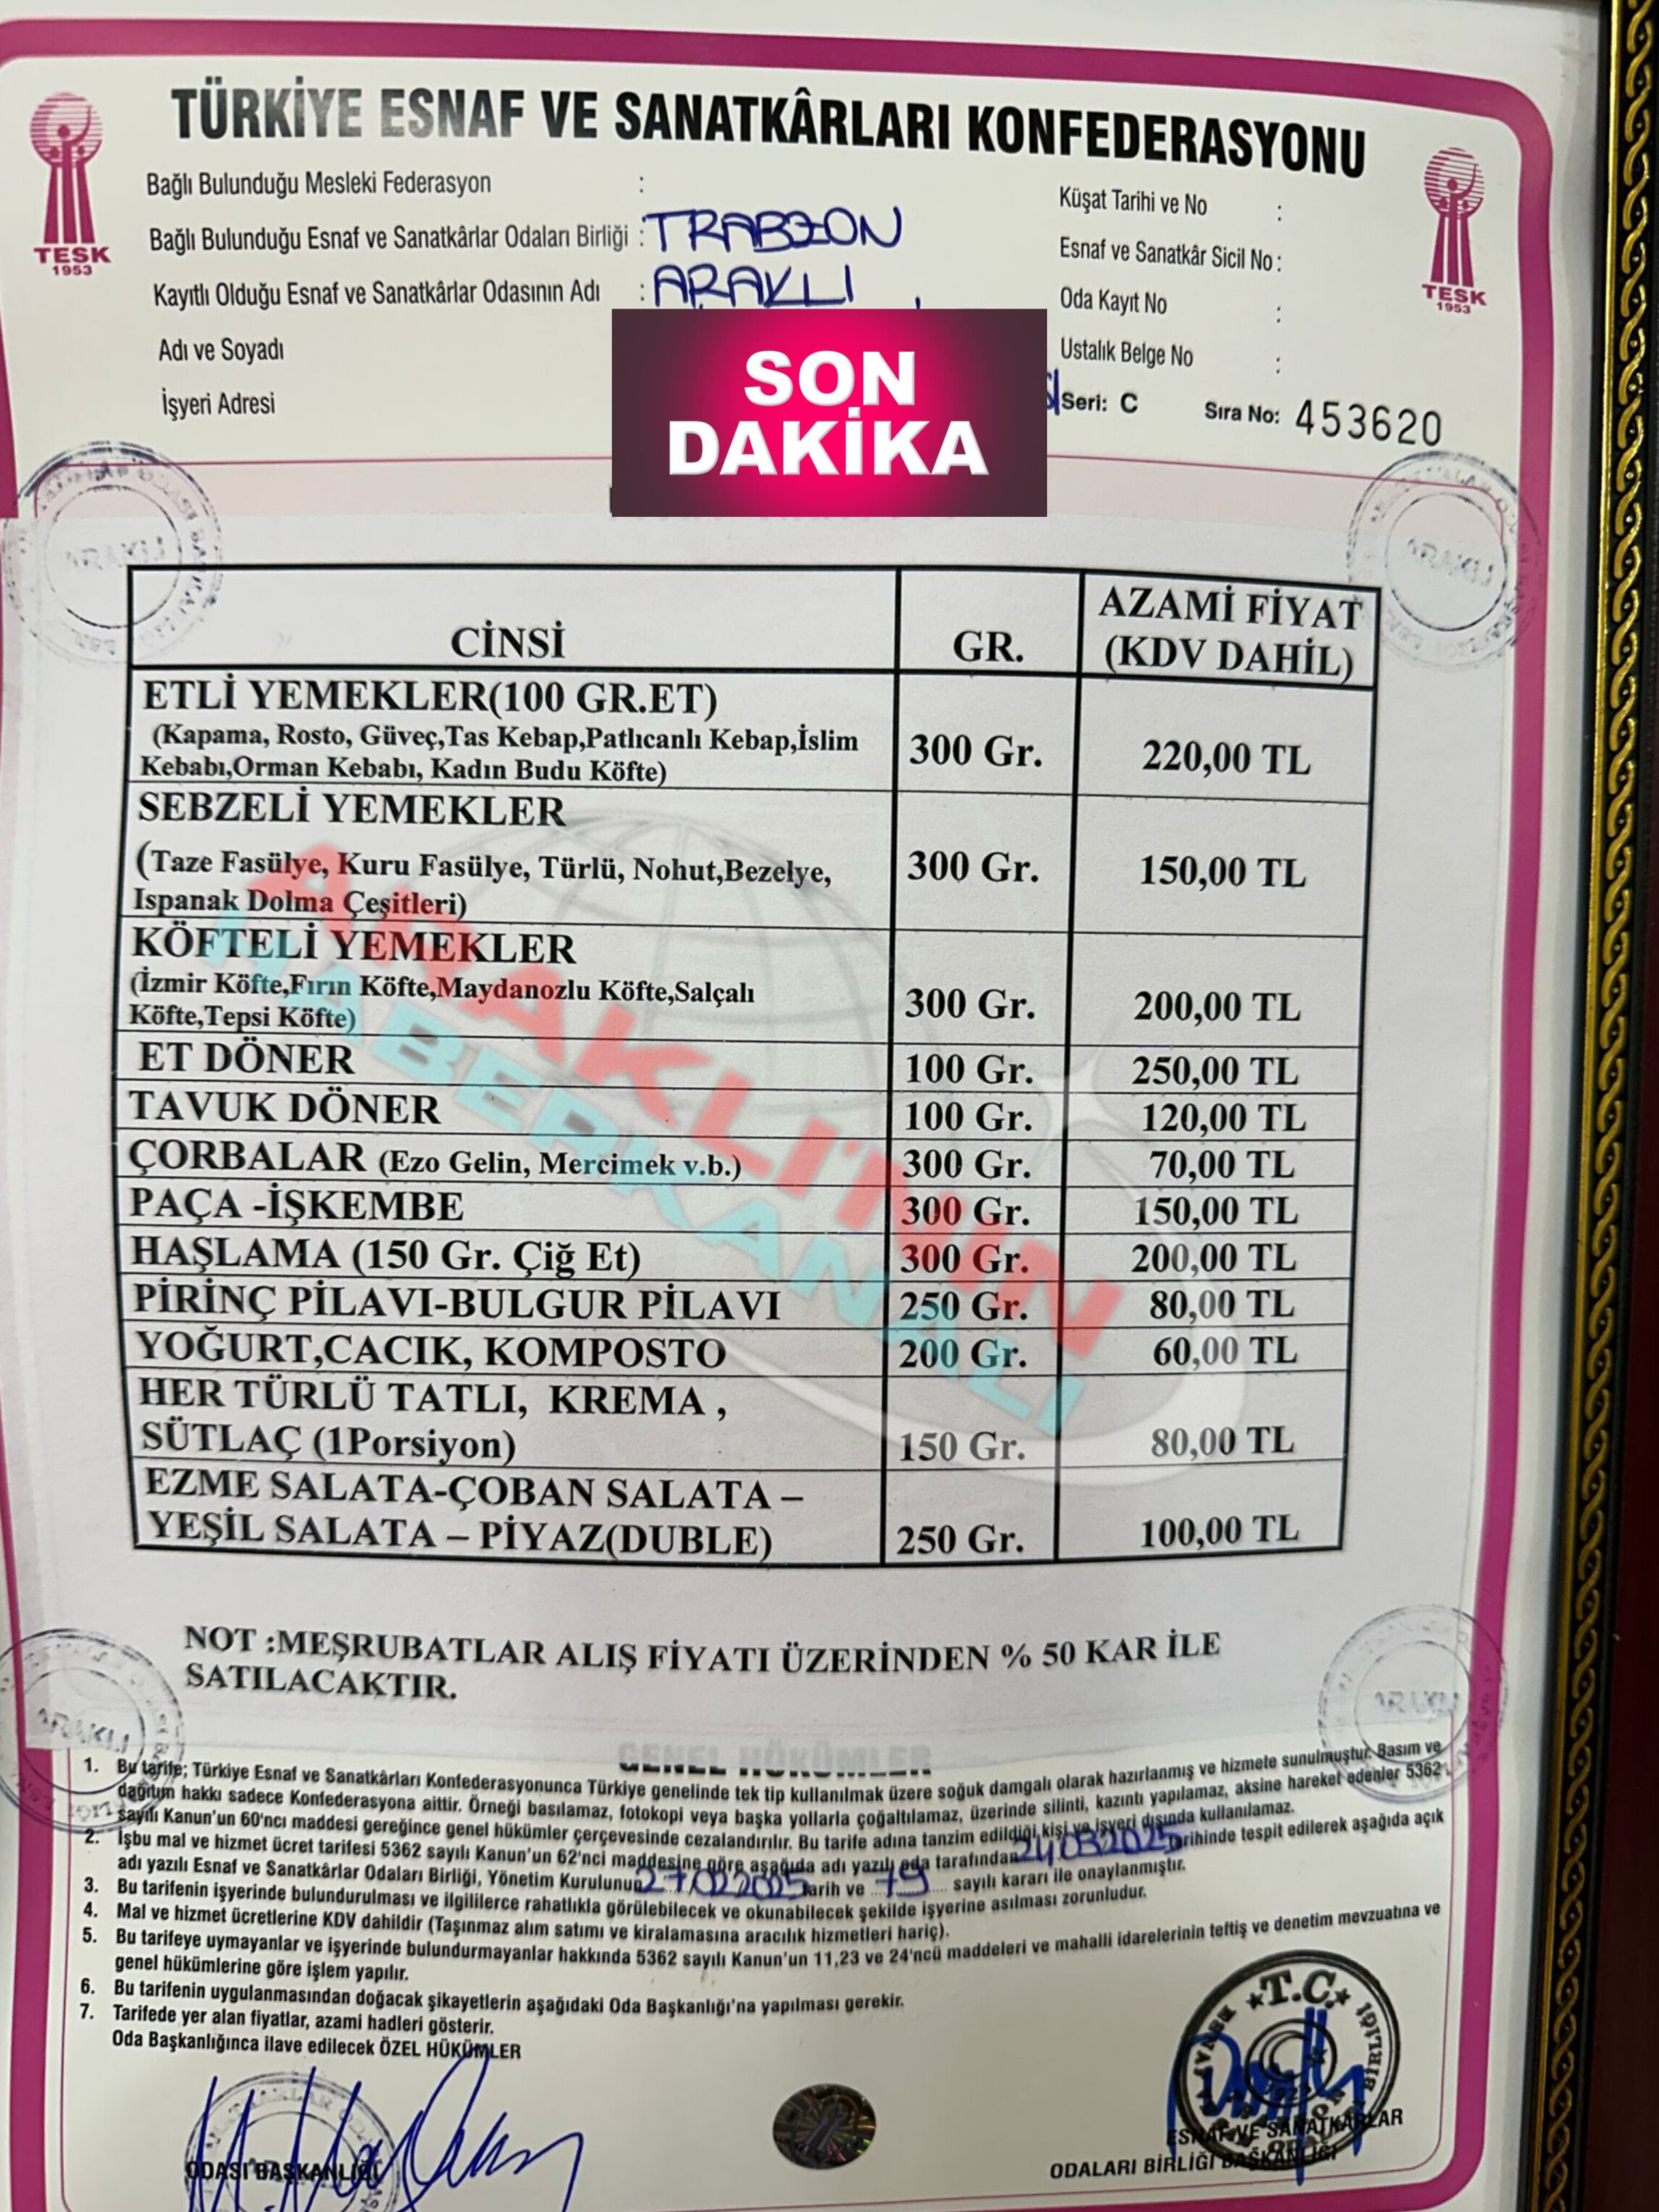 TÜRKİYE ESNAF VE SANATKÂRLARI KONFEDERASYONU
TESK
1953
TESK
1953
Bağlı Bulunduğu Mesleki Federasyon :
Bağlı Bulunduğu Esnaf ve Sanatkârlar Odaları Birliği : TRABZON
Kayıtlı Olduğu Esnaf ve Sanatkârlar Odasının Adı : ARAKLI
Adı ve Soyadı
İşyeri Adresi
Küşat Tarihi ve No :
Esnaf ve Sanatkâr Sicil No :
Oda Kayıt No :
Ustalık Belge No :
Seri: C Sıra No: 453620
SON
DAKİKA
CİNSİ GR. AZAMİ FİYAT
(KDV DAHİL)
ETLİ YEMEKLER(100 GR.ET)
(Kapama, Rosto, Güveç,Tas Kebap,Patlıcanlı Kebap,İslim
Kebabı,Orman Kebabı, Kadın Budu Köfte) 300 Gr. 220,00 TL
SEBZELİ YEMEKLER
(Taze Fasülye, Kuru Fasülye, Türlü, Nohut,Bezelye,
Ispanak Dolma Çeşitleri) 300 Gr. 150,00 TL
KÖFTELİ YEMEKLER
(İzmir Köfte,Fırın Köfte,Maydanozlu Köfte,Salçalı
Köfte,Tepsi Köfte) 300 Gr. 200,00 TL
ET DÖNER 100 Gr. 250,00 TL
TAVUK DÖNER 100 Gr. 120,00 TL
ÇORBALAR (Ezo Gelin, Mercimek v.b.) 300 Gr. 70,00 TL
PAÇA -İŞKEMBE 300 Gr. 150,00 TL
HAŞLAMA (150 Gr. Çiğ Et) 300 Gr. 200,00 TL
PİRİNÇ PİLAVI-BULGUR PİLAVI 250 Gr. 80,00 TL
YOĞURT,CACIK, KOMPOSTO 200 Gr. 60,00 TL
HER TÜRLÜ TATLI, KREMA ,
SÜTLAÇ (1Porsiyon) 150 Gr. 80,00 TL
EZME SALATA-ÇOBAN SALATA –
YEŞİL SALATA – PİYAZ(DUBLE) 250 Gr. 100,00 TL
ARAKLI'NIN
HABER KANALI
NOT :MEŞRUBATLAR ALIŞ FİYATI ÜZERİNDEN % 50 KAR İLE
SATILACAKTIR.
GENEL HÜKÜMLER
1. Bu tarife; Türkiye Esnaf ve Sanatkârları Konfederasyonunca Türkiye genelinde tek tip kullanılmak üzere soğuk damgalı olarak hazırlanmış ve hizmete sunulmuştur. Basım ve
dağıtım hakkı sadece Konfederasyona aittir. Örneği basılamaz, fotokopi veya başka yollarla çoğaltılamaz, üzerinde silinti, kazıntı yapılamaz, aksine hareket edenler 5362
sayılı Kanun'un 60'ncı maddesi gereğince genel hükümler çerçevesinde cezalandırılır. Bu tarife adına tanzim edildiği kişi ve işyeri dışında kullanılamaz.
2. İşbu mal ve hizmet ücret tarifesi 5362 sayılı Kanun'un 62'nci maddesine göre aşağıda adı yazılı oda tarafından tarihinde tespit edilerek aşağıda açık
adı yazılı Esnaf ve Sanatkârlar Odaları Birliği, Yönetim Kurulunun tarih ve 79 sayılı kararı ile onaylanmıştır.
3. Bu tarifenin işyerinde bulundurulması ve ilgililerce rahatlıkla görülebilecek ve okunabilecek şekilde işyerine asılması zorunludur.
4. Mal ve hizmet ücretlerine KDV dahildir (Taşınmaz alım satımı ve kiralamasına aracılık hizmetleri hariç).
5. Bu tarifeye uymayanlar ve işyerinde bulundurmayanlar hakkında 5362 sayılı Kanun'un 11,23 ve 24'ncü maddeleri ve mahalli idarelerinin teftiş ve denetim mevzuatına ve
genel hükümlerine göre işlem yapılır.
6. Bu tarifenin uygulanmasından doğacak şikayetlerin aşağıdaki Oda Başkanlığı'na yapılması gerekir.
7. Tarifede yer alan fiyatlar, azami hadleri gösterir.
Oda Başkanlığınca ilave edilecek ÖZEL HÜKÜMLER
ODASI BAŞKANLIĞI
T.C.
ESNAF VE SANATKARLAR
ODALARI BİRLİĞİ BAŞKANLIĞI